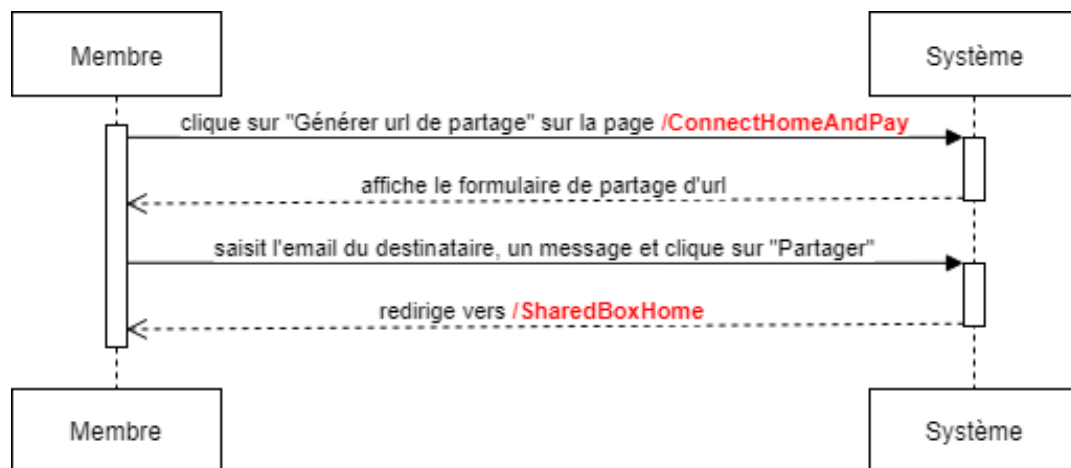 Membre
Système
clique sur "Générer url de partage" sur la page /ConnectHomeAndPay
affiche le formulaire de partage d'url
saisit l'email du destinataire, un message et clique sur "Partager"
redirige vers /SharedBoxHome
Membre
Système